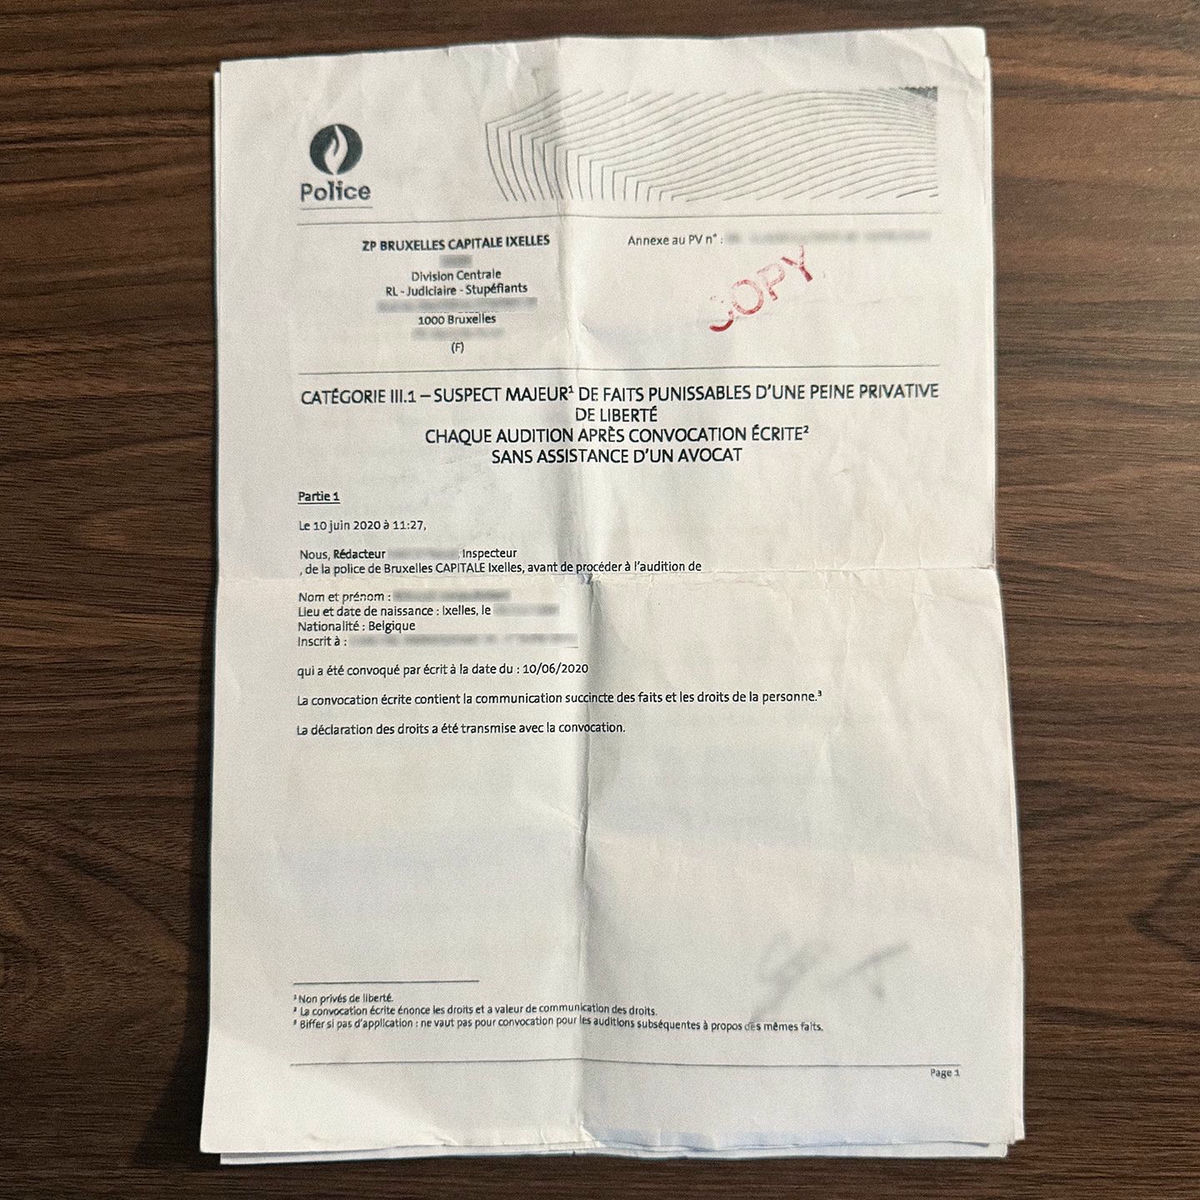 Police
ZP BRUXELLES CAPITALE IXELLES
Division Centrale
RL - Judiciaire - Stupéfiants
1000 Bruxelles
(F)
Annexe au PV n° :
COPY
CATÉGORIE III.1 – SUSPECT MAJEUR¹ DE FAITS PUNISSABLES D'UNE PEINE PRIVATIVE
DE LIBERTÉ
CHAQUE AUDITION APRÈS CONVOCATION ÉCRITE²
SANS ASSISTANCE D'UN AVOCAT
Partie 1
Le 10 juin 2020 à 11:27,
Nous, Rédacteur Inspecteur
, de la police de Bruxelles CAPITALE Ixelles, avant de procéder à l'audition de
Nom et prénom :
Lieu et date de naissance : Ixelles, le
Nationalité : Belgique
Inscrit à :
qui a été convoqué par écrit à la date du : 10/06/2020
La convocation écrite contient la communication succincte des faits et les droits de la personne.³
La déclaration des droits a été transmise avec la convocation.
¹ Non privés de liberté.
² La convocation écrite énonce les droits et a valeur de communication des droits.
³ Biffer si pas d'application : ne vaut pas pour convocation pour les auditions subséquentes à propos des mêmes faits.
Page 1